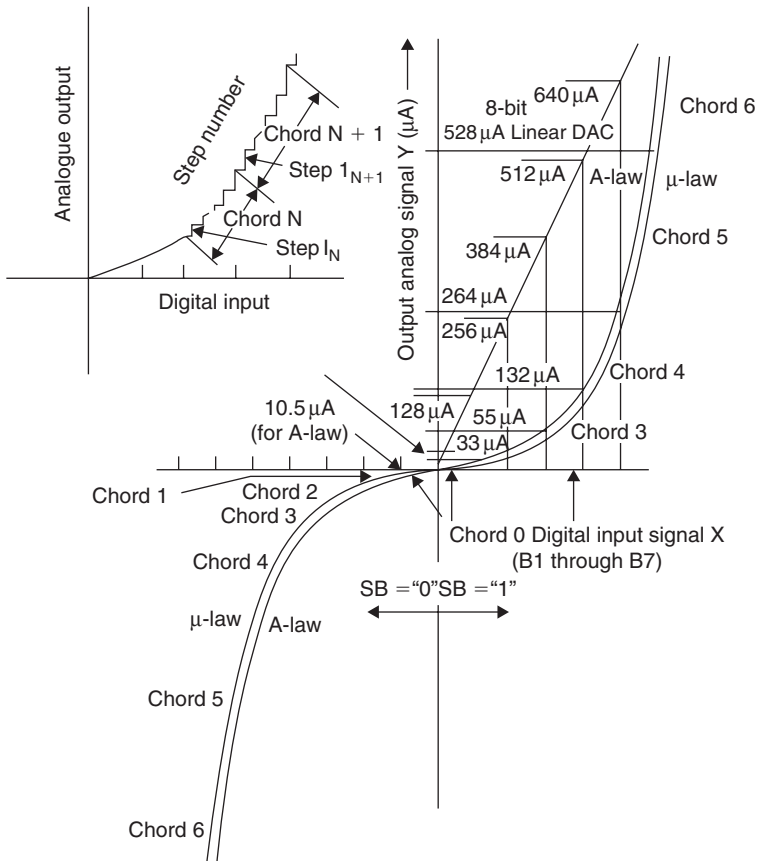 Analogue output
Step number
Chord N + 1
Step 1N+1
Chord N
Step IN
Digital input
Output analog signal Y (μA)
640 μA
8-bit
528 μA Linear DAC
512 μA
A-law
μ-law
Chord 6
Chord 5
384 μA
264 μA
256 μA
132 μA
Chord 4
128 μA
55 μA
Chord 3
33 μA
10.5 μA
(for A-law)
Chord 1
Chord 2
Chord 3
Chord 0 Digital input signal X
(B1 through B7)
Chord 4
SB =“0”SB =“1”
μ-law
A-law
Chord 5
Chord 6